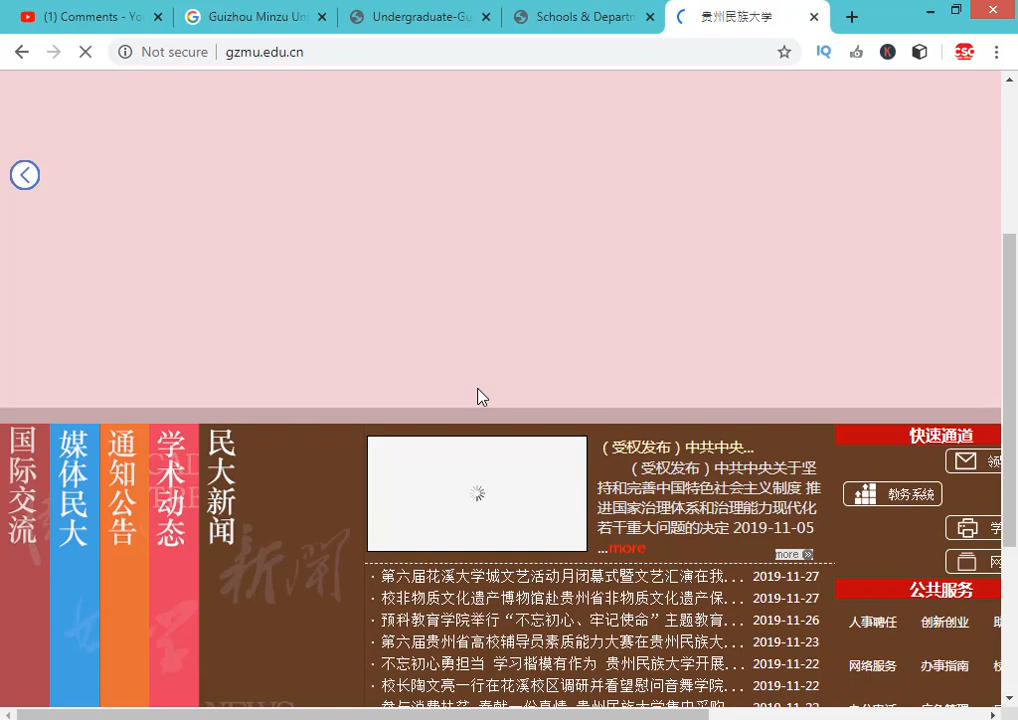 (1) Comments - Yo
Guizhou Minzu Uni
Undergraduate-Gu
Schools & Departm
贵州民族大学
Not secure
gzmu.edu.cn
国际交流
媒体民大
通知公告
学术动态
民大新闻
新闻
NEWS
（受权发布）中共中央...
（受权发布）中共中央关于坚
持和完善中国特色社会主义制度 推
进国家治理体系和治理能力现代化
若干重大问题的决定 2019-11-05
...more
more
· 第六届花溪大学城文艺活动月闭幕式暨文艺汇演在我... 2019-11-27
· 校非物质文化遗产博物馆赴贵州省非物质文化遗产保... 2019-11-27
· 预科教育学院举行“不忘初心、牢记使命”主题教育... 2019-11-26
· 第六届贵州省高校辅导员素质能力大赛在贵州民族大... 2019-11-23
· 不忘初心勇担当 学习楷模有作为 贵州民族大学开展... 2019-11-22
· 校长陶文亮一行在花溪校区调研并看望慰问音舞学院... 2019-11-22
快速通道
领
教务系统
学
网
公共服务
人事聘任 创新创业 助
网络服务 办事指南 校